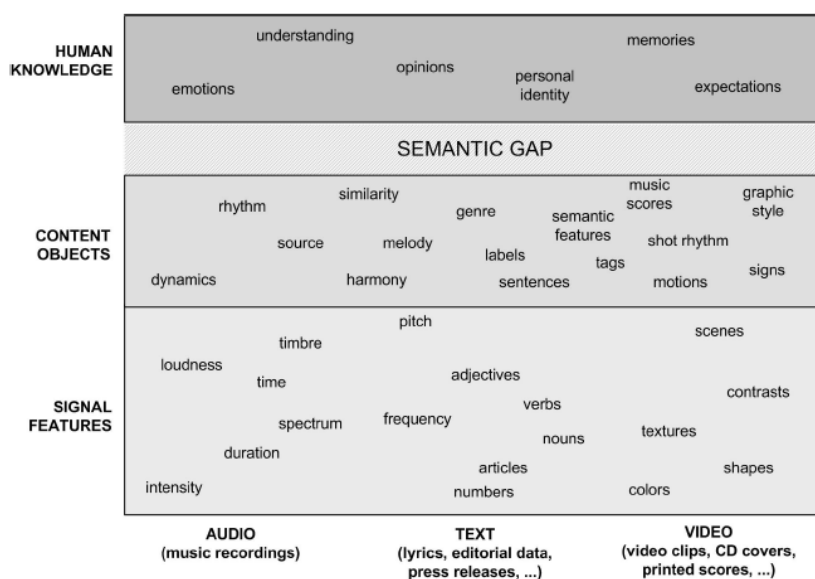 HUMAN
KNOWLEDGE
understanding
memories
opinions
emotions
personal
identity
expectations
SEMANTIC GAP
CONTENT
OBJECTS
rhythm
similarity
genre
semantic
features
music
scores
graphic
style
source
melody
labels
shot rhythm
tags
signs
dynamics
harmony
sentences
motions
SIGNAL
FEATURES
pitch
scenes
timbre
loudness
time
adjectives
contrasts
verbs
spectrum
frequency
nouns
textures
duration
articles
shapes
intensity
numbers
colors
AUDIO
(music recordings)
TEXT
(lyrics, editorial data,
press releases, ...)
VIDEO
(video clips, CD covers,
printed scores, ...)